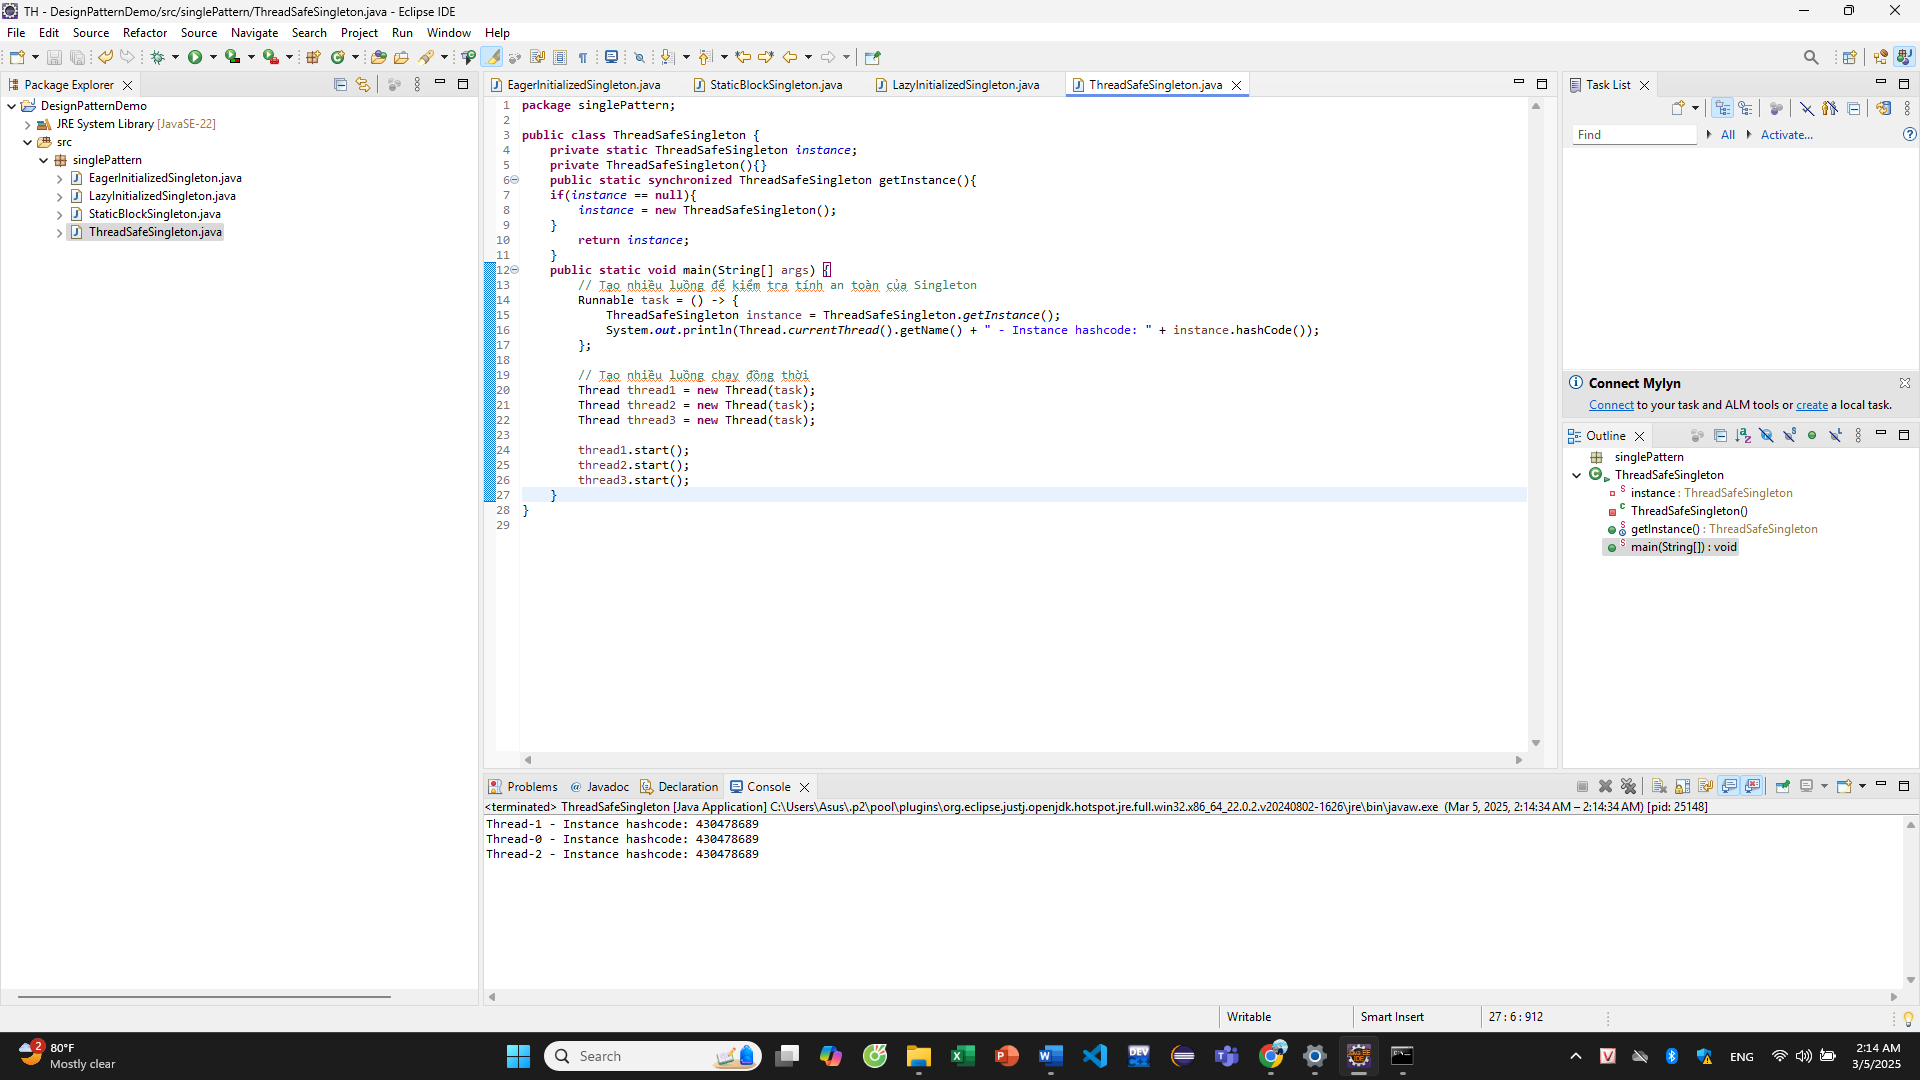 TH - DesignPatternDemo/src/singlePattern/ThreadSafeSingleton.java - Eclipse IDE
File Edit Source Refactor Source Navigate Search Project Run Window Help
Package Explorer
DesignPatternDemo
JRE System Library [JavaSE-22]
src
singlePattern
EagerInitializedSingleton.java
LazyInitializedSingleton.java
StaticBlockSingleton.java
ThreadSafeSingleton.java
EagerInitializedSingleton.java StaticBlockSingleton.java LazyInitializedSingleton.java ThreadSafeSingleton.java
1 package singlePattern;
2
3 public class ThreadSafeSingleton {
4 private static ThreadSafeSingleton instance;
5 private ThreadSafeSingleton(){}
6 public static synchronized ThreadSafeSingleton getInstance(){
7 if(instance == null){
8 instance = new ThreadSafeSingleton();
9 }
10 return instance;
11 }
12 public static void main(String[] args) {
13 // Tạo nhiều luồng để kiểm tra tính an toàn của Singleton
14 Runnable task = () -> {
15 ThreadSafeSingleton instance = ThreadSafeSingleton.getInstance();
16 System.out.println(Thread.currentThread().getName() + " - Instance hashcode: " + instance.hashCode());
17 };
18
19 // Tạo nhiều luồng chạy đồng thời
20 Thread thread1 = new Thread(task);
21 Thread thread2 = new Thread(task);
22 Thread thread3 = new Thread(task);
23
24 thread1.start();
25 thread2.start();
26 thread3.start();
27 }
28 }
29
Task List
Find All Activate...
Connect Mylyn
Connect to your task and ALM tools or create a local task.
Outline
singlePattern
ThreadSafeSingleton
instance : ThreadSafeSingleton
ThreadSafeSingleton()
getInstance() : ThreadSafeSingleton
main(String[]) : void
Problems Javadoc Declaration Console
<terminated> ThreadSafeSingleton [Java Application] C:\Users\Asus\.p2\pool\plugins\org.eclipse.justj.openjdk.hotspot.jre.full.win32.x86_64_22.0.2.v20240802-1626\jre\bin\javaw.exe (Mar 5, 2025, 2:14:34 AM – 2:14:34 AM) [pid: 25148]
Thread-1 - Instance hashcode: 430478689
Thread-0 - Instance hashcode: 430478689
Thread-2 - Instance hashcode: 430478689
Writable Smart Insert 27 : 6 : 912
2
80°F
Mostly clear
Search
DEV
ENG
2:14 AM
3/5/2025